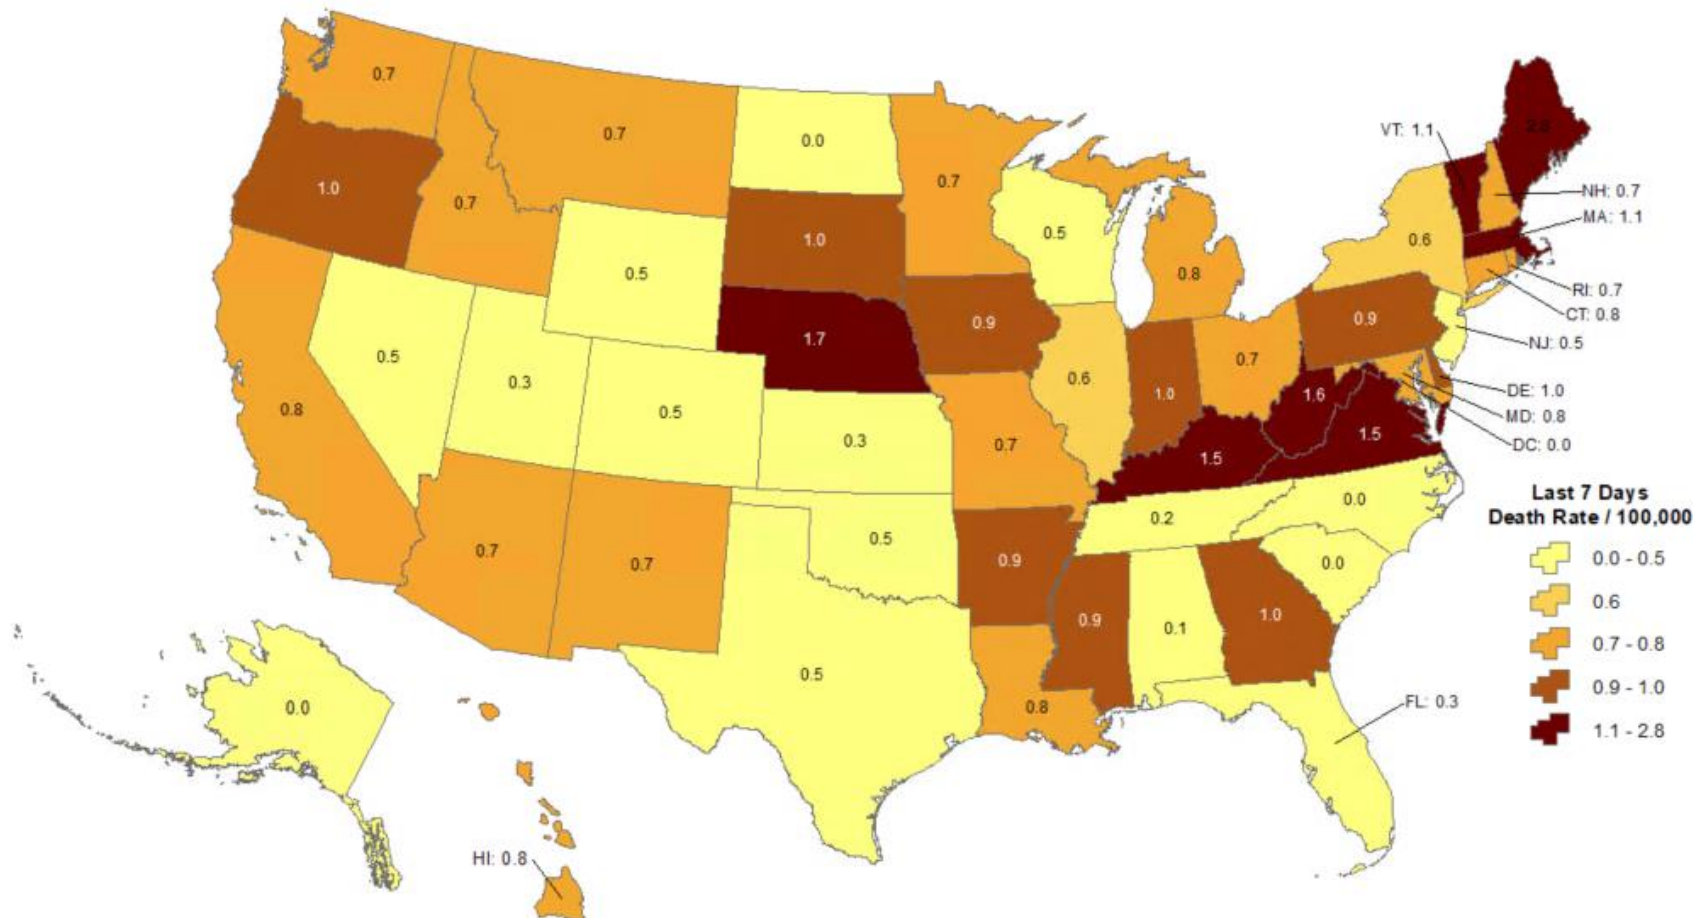 0.7
0.7
0.0
0.7
VT: 1.1
2.8
1.0
0.7
NH: 0.7
MA: 1.1
1.0
0.5
0.6
0.5
0.8
RI: 0.7
CT: 0.8
0.9
0.9
NJ: 0.5
1.7
0.5
0.3
0.7
0.6
1.0
1.6
DE: 1.0
MD: 0.8
DC: 0.0
0.8
0.5
0.3
0.7
1.5
1.5
0.7
0.7
0.5
0.9
0.2
0.0
0.0
0.9
0.1
1.0
0.5
0.8
FL: 0.3
0.0
HI: 0.8
Last 7 Days
Death Rate / 100,000
0.0 - 0.5
0.6
0.7 - 0.8
0.9 - 1.0
1.1 - 2.8